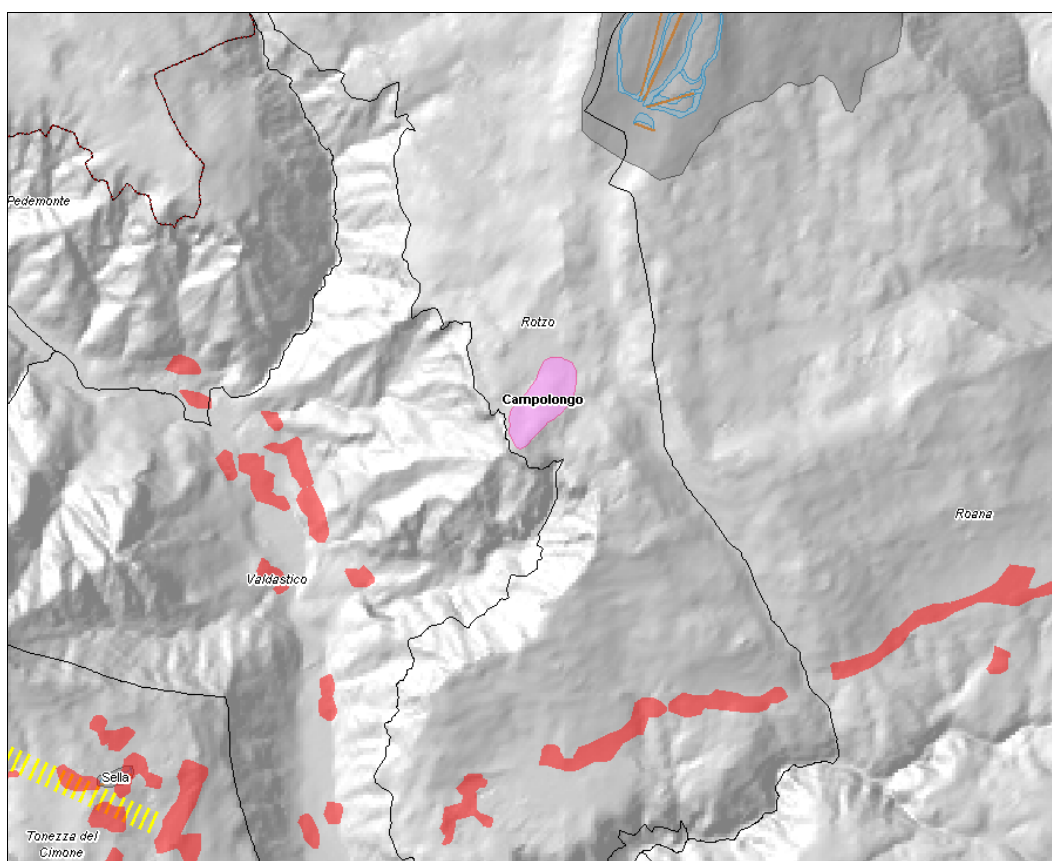 Pedemonte
Rotzo
Campolongo
Roana
Valdastico
Sella
Tonezza del
Cimone